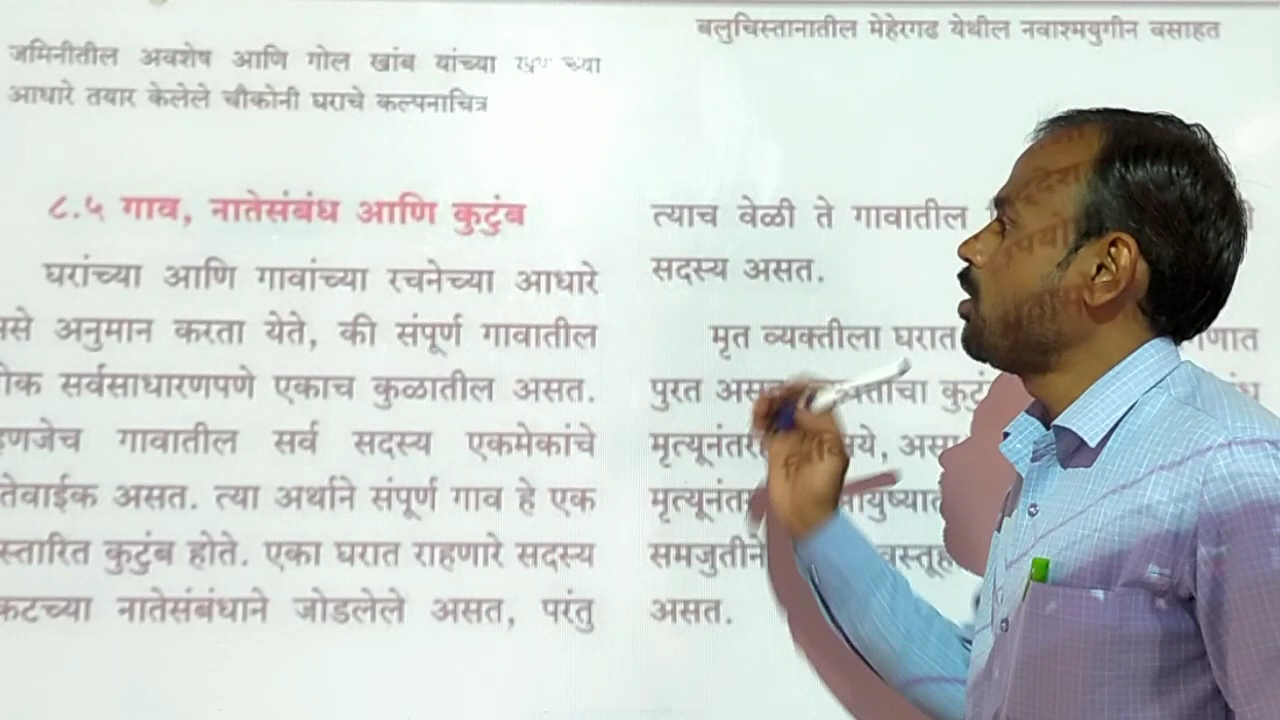 जमिनीतील अवशेष आणि गोल खांब यांच्या
आधारे तयार केलेले चौकोनी घराचे कल्पनाचित्र
८.५ गाव, नातेसंबंध आणि कुटुंब
घरांच्या आणि गावांच्या रचनेच्या आधारे
असे अनुमान करता येते, की संपूर्ण गावातील
लोक सर्वसाधारणपणे एकाच कुळातील असत.
म्हणजेच गावातील सर्व सदस्य एकमेकांचे
नातेवाईक असत. त्या अर्थाने संपूर्ण गाव हे एक
विस्तारित कुटुंब होते. एका घरात राहणारे सदस्य
निकटच्या नातेसंबंधाने जोडलेले असत, परंतु
बलुचिस्तानातील मेहेरगढ येथील नवाश्मयुगीन वसाहत
त्याच वेळी ते गावातील
सदस्य असत.
मृत व्यक्तीला घरात
पुरत
मृत्यूनंतर
मृत्यूनंतर
समजुतीने
असत.